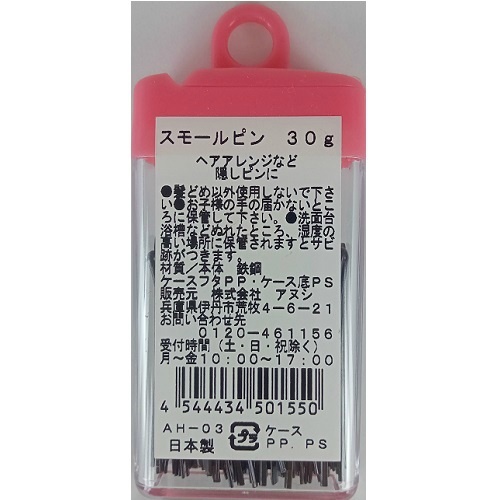 スモールピン 30g
ヘアアレンジなど
隠しピンに
●髪どめ以外使用しないで下さ
い●お子様の手の届かないとこ
ろに保管して下さい。●洗面台
浴槽などぬれたところ、湿度の
高い場所に保管されますとサビ
跡がつきます。
材質/本体 鉄鋼
ケースフタPP・ケース底PS
販売元 株式会社 アヌシ
兵庫県伊丹市荒牧4-6-21
お問い合わせ先
0120-461156
受付時間(土・日・祝除く)
月~金10:00~17:00
4 544434 501550
AH-03 プラ ケース
日本製 PP. PS